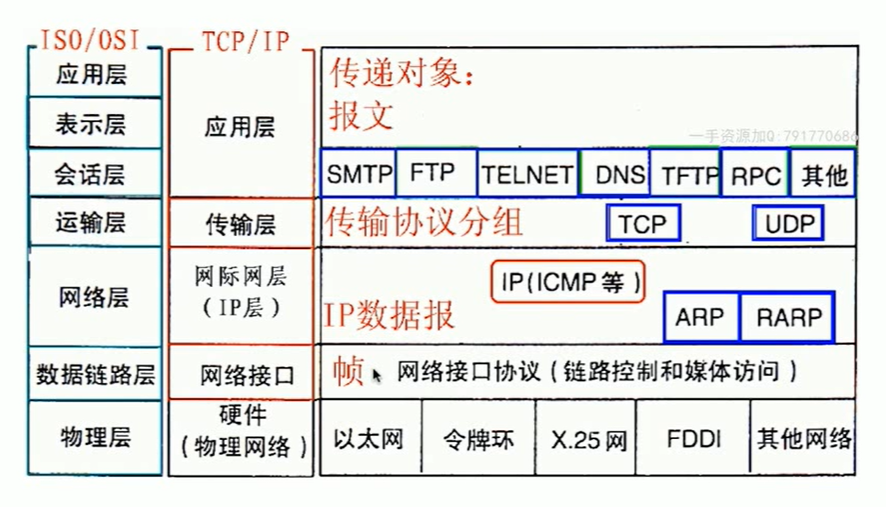 ISO/OSI
TCP/IP
应用层
表示层
会话层
运输层
网络层
数据链路层
物理层
应用层
传输层
网际网层
(IP层)
网络接口
硬件
(物理网络)
传递对象:
报文
一手资源加Q:791770686
SMTP FTP TELNET DNS TFTP RPC 其他
传输协议分组 TCP UDP
IP(ICMP等)
IP数据报 ARP RARP
帧 网络接口协议(链路控制和媒体访问)
以太网 令牌环 X.25网 FDDI 其他网络